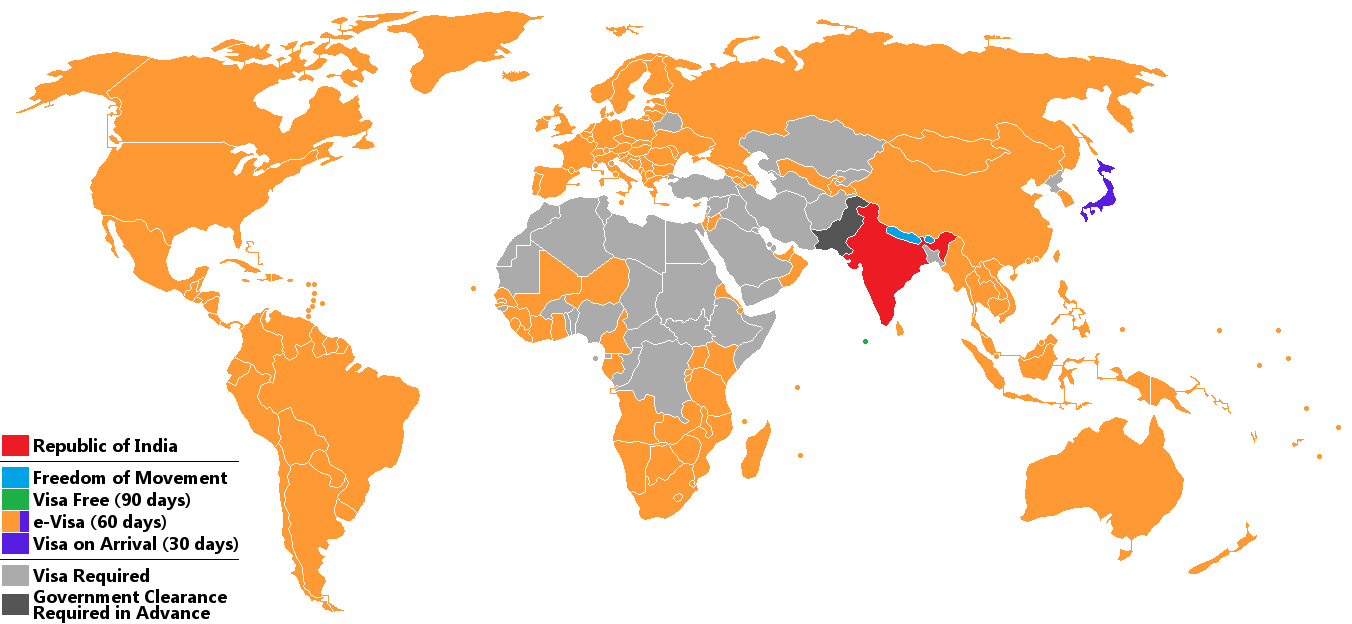 Republic of India
Freedom of Movement
Visa Free (90 days)
e-Visa (60 days)
Visa on Arrival (30 days)
Visa Required
Government Clearance
Required in Advance